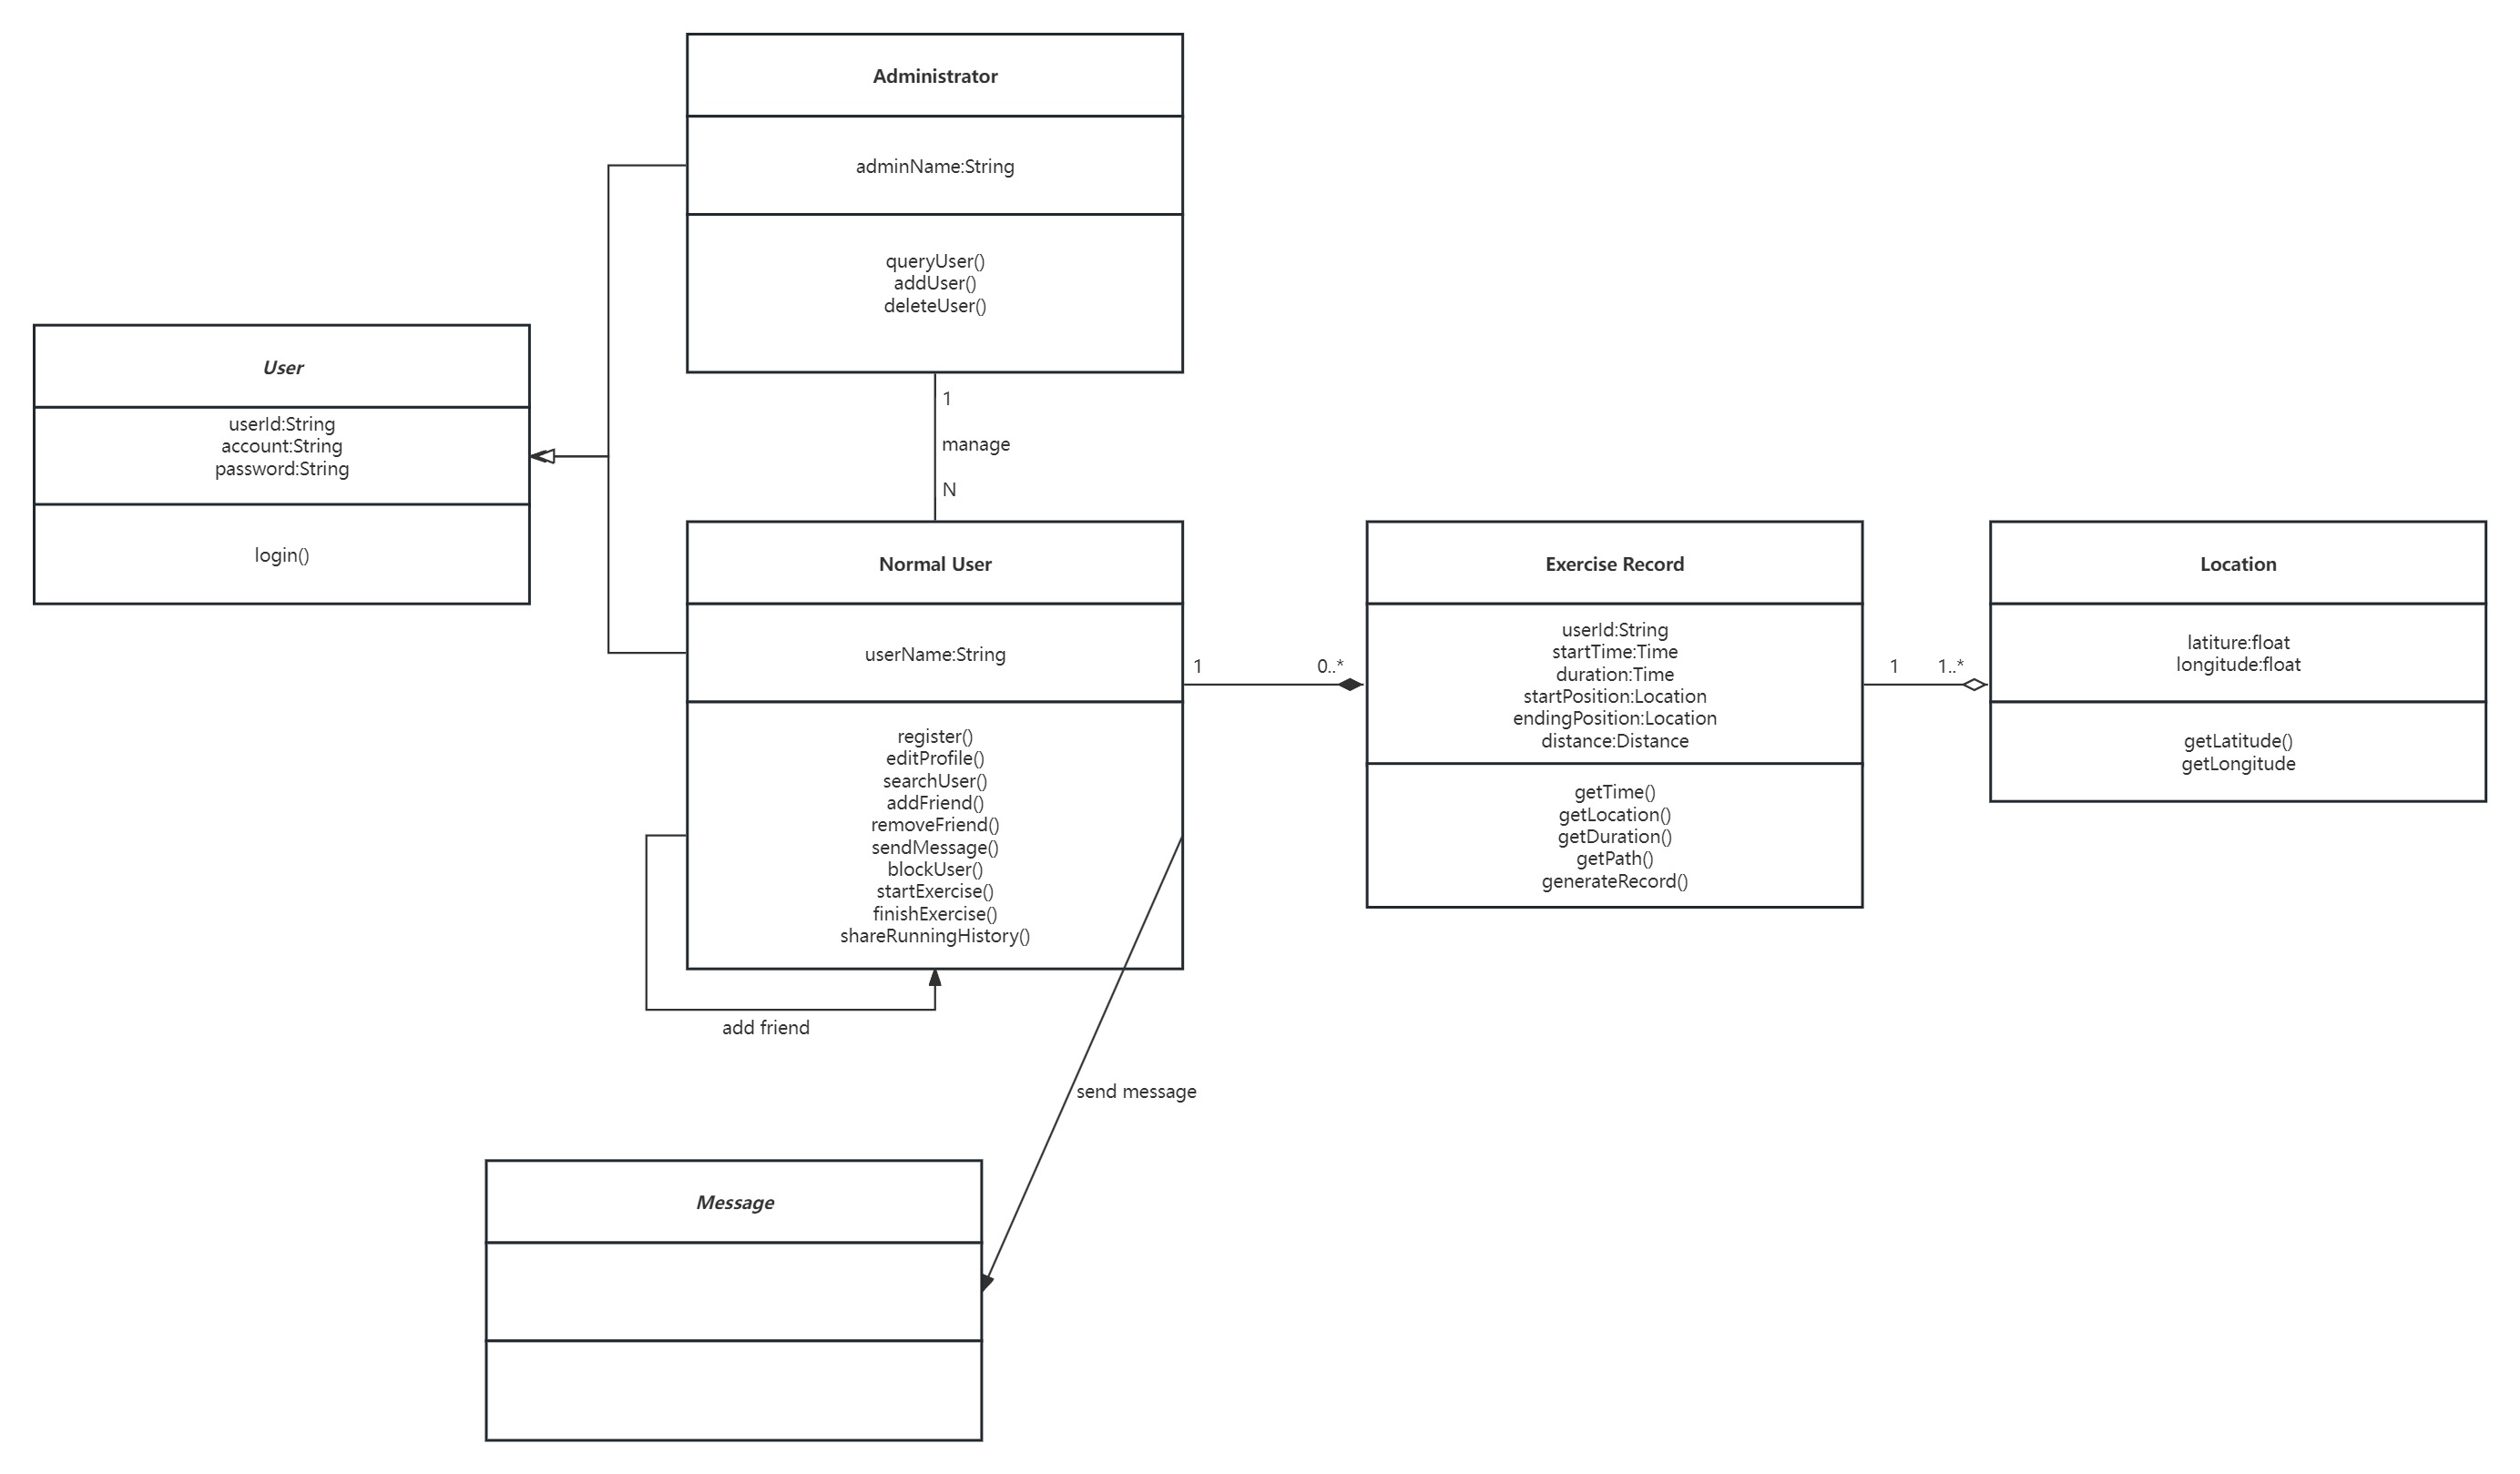 Administrator
adminName:String
queryUser()
addUser()
deleteUser()
User
userId:String
account:String
password:String
login()
1
manage
N
Normal User
userName:String
register()
editProfile()
searchUser()
addFriend()
removeFriend()
sendMessage()
blockUser()
startExercise()
finishExercise()
shareRunningHistory()
add friend
send message
1
0..*
Exercise Record
userId:String
startTime:Time
duration:Time
startPosition:Location
endingPosition:Location
distance:Distance
getTime()
getLocation()
getDuration()
getPath()
generateRecord()
1
1..*
Location
latiture:float
longitude:float
getLatitude()
getLongitude
Message